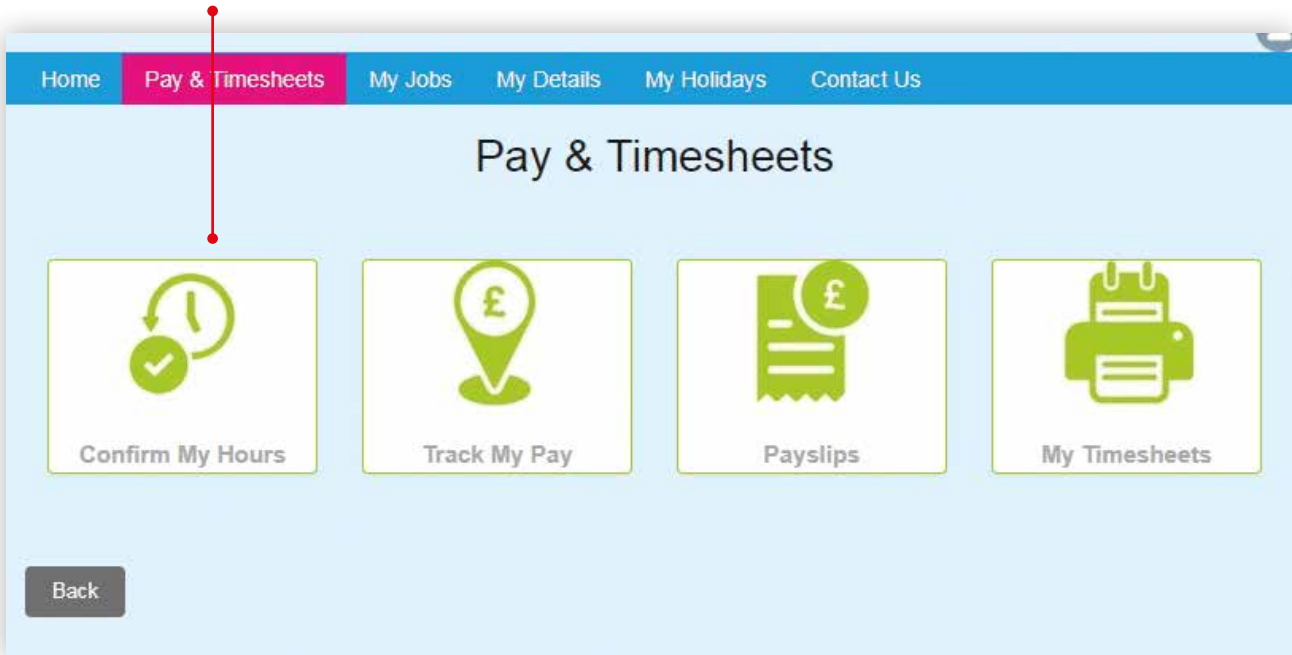 Home Pay & Timesheets My Jobs My Details My Holidays Contact Us
Pay & Timesheets
£
£
Confirm My Hours
Track My Pay
Payslips
My Timesheets
Back